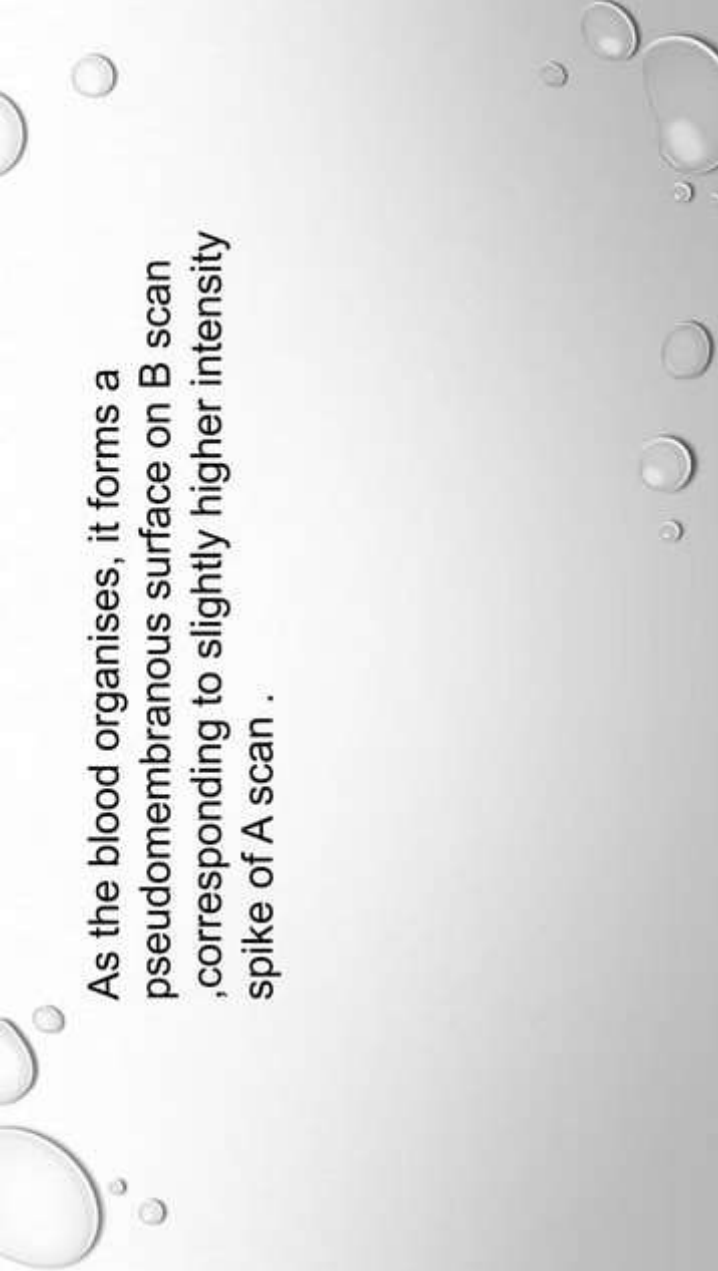 As the blood organises, it forms a
pseudomembranous surface on B scan
,corresponding to slightly higher intensity
spike of A scan .